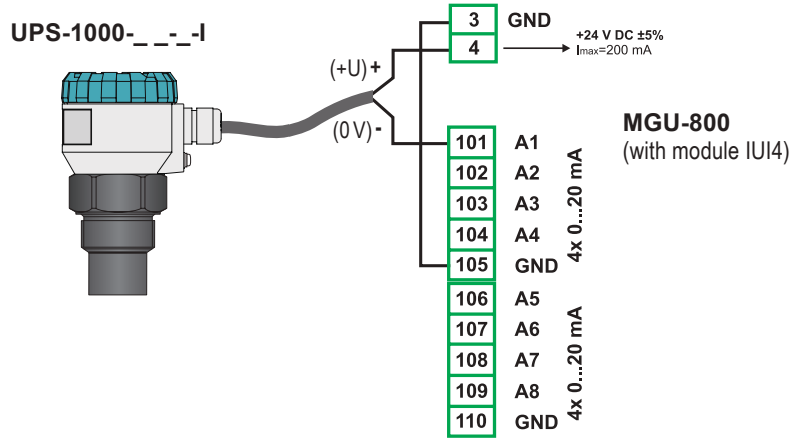 UPS-1000-_ _-_-I
3 GND
4
+24 V DC ±5%
Imax=200 mA
(+U) +
(0 V) -
MGU-800
(with module IUI4)
101 A1
102 A2
103 A3
104 A4
105 GND
4x 0...20 mA
106 A5
107 A6
108 A7
109 A8
110 GND
4x 0...20 mA